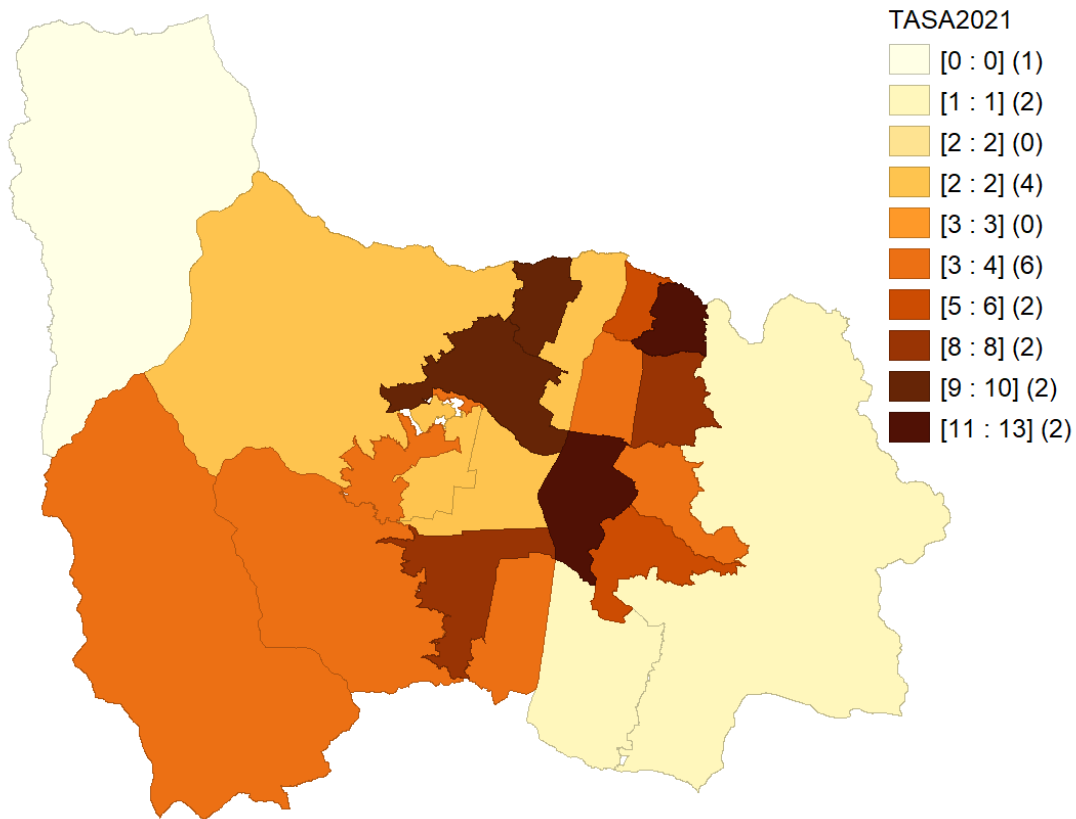 TASA2021
[0 : 0] (1)
[1 : 1] (2)
[2 : 2] (0)
[2 : 2] (4)
[3 : 3] (0)
[3 : 4] (6)
[5 : 6] (2)
[8 : 8] (2)
[9 : 10] (2)
[11 : 13] (2)